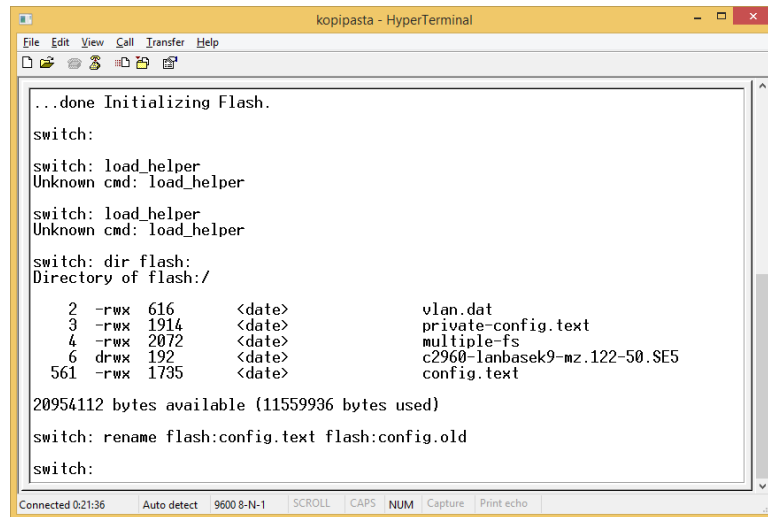 kopipasta - HyperTerminal
File Edit View Call Transfer Help
...done Initializing Flash.
switch:
switch: load_helper
Unknown cmd: load_helper
switch: load_helper
Unknown cmd: load_helper
switch: dir flash:
Directory of flash:/
2 -rwx 616 <date> vlan.dat
3 -rwx 1914 <date> private-config.text
4 -rwx 2072 <date> multiple-fs
6 drwx 192 <date> c2960-lanbasek9-mz.122-50.SE5
561 -rwx 1735 <date> config.text
20954112 bytes available (11559936 bytes used)
switch: rename flash:config.text flash:config.old
switch:
Connected 0:21:36 Auto detect 9600 8-N-1 SCROLL CAPS NUM Capture Print echo